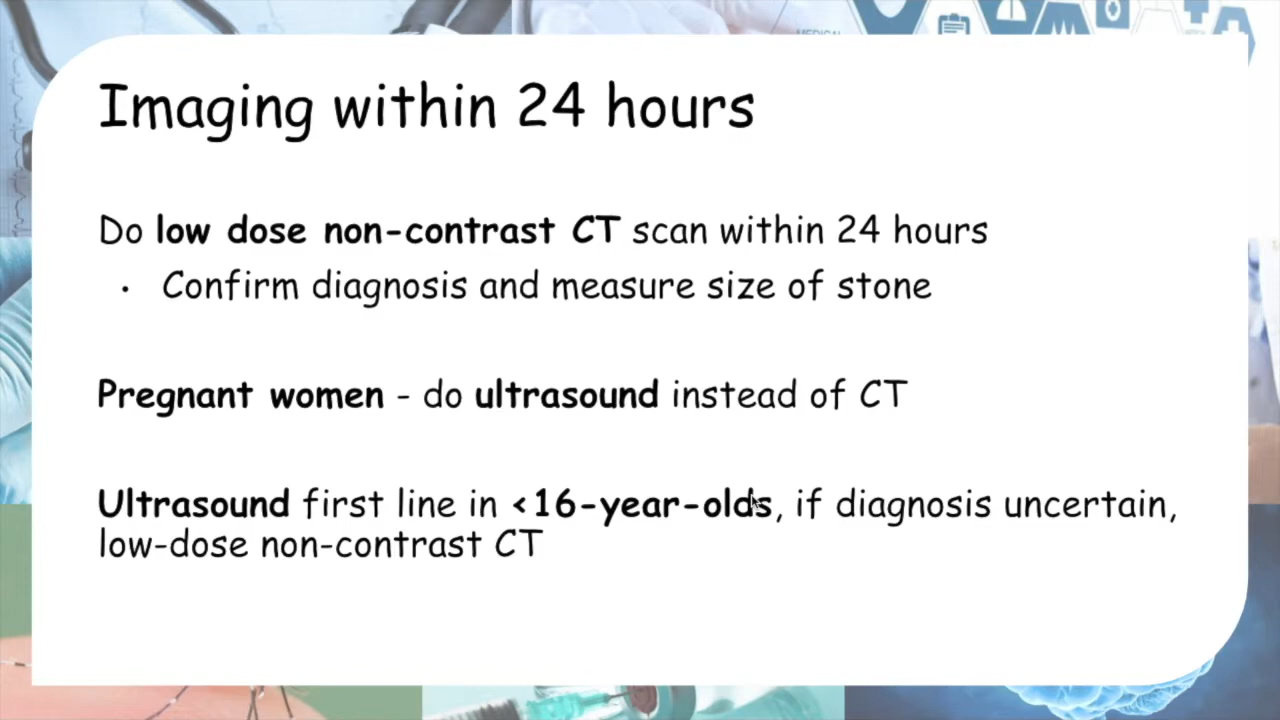 MEDICAL
Imaging within 24 hours
Do low dose non-contrast CT scan within 24 hours
• Confirm diagnosis and measure size of stone
Pregnant women - do ultrasound instead of CT
Ultrasound first line in <16-year-olds, if diagnosis uncertain,
low-dose non-contrast CT